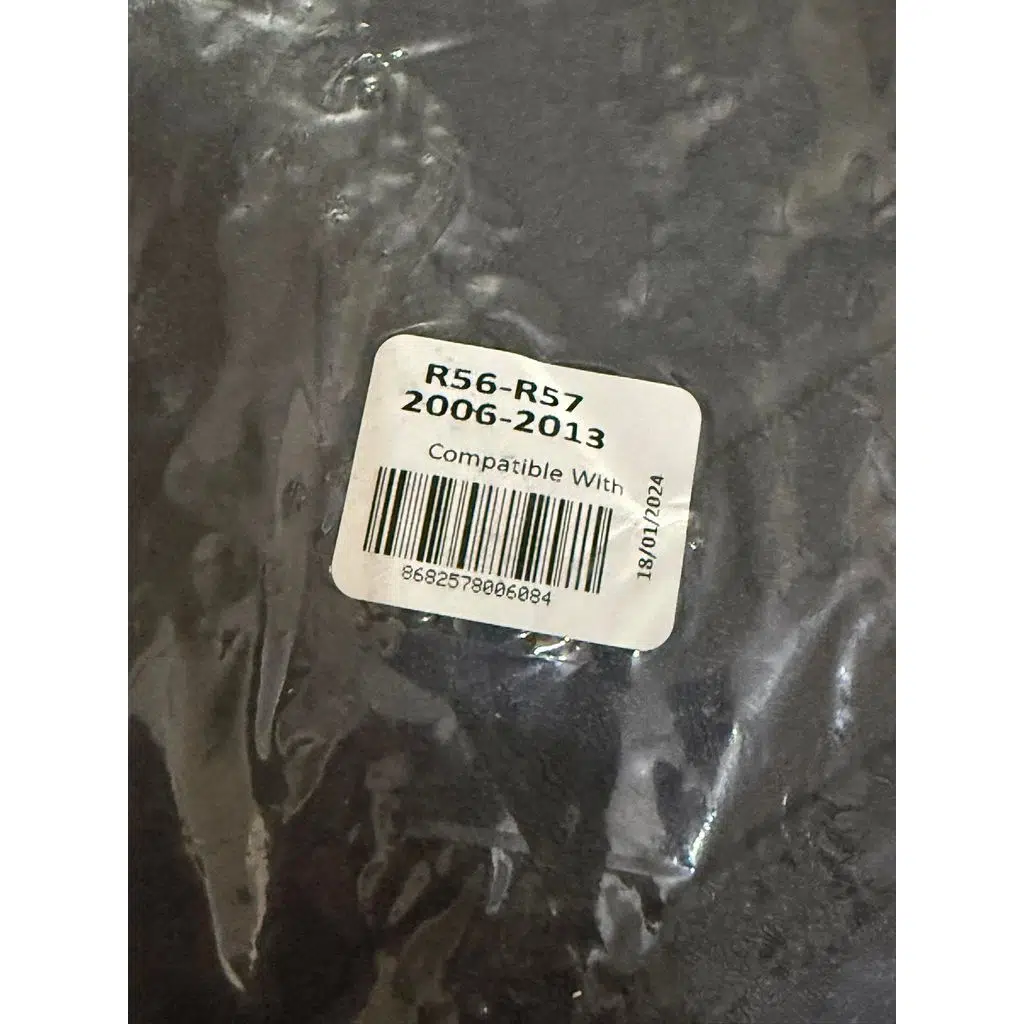 R56-R57
2006-2013
Compatible With
8682578006084
18/01/2024